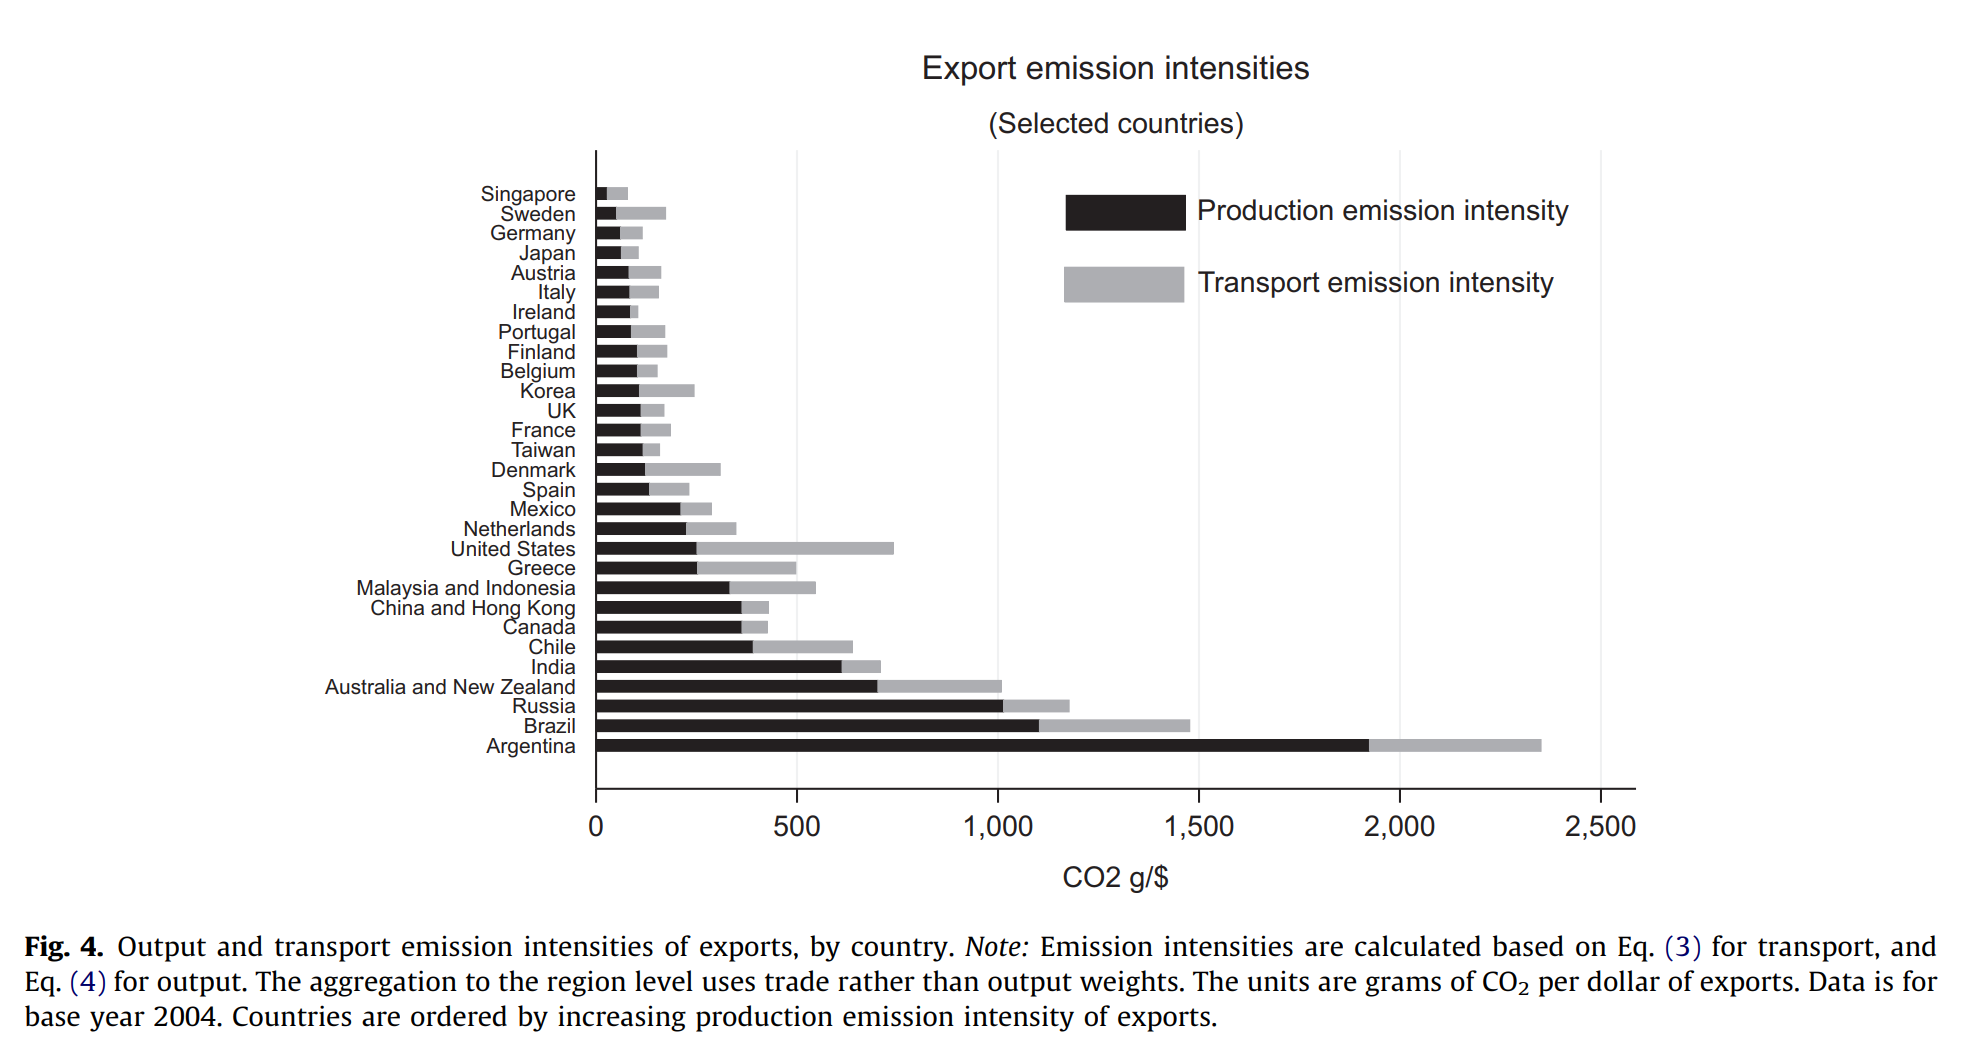 Export emission intensities
(Selected countries)
Production emission intensity
Transport emission intensity
Singapore
Sweden
Germany
Japan
Austria
Italy
Ireland
Portugal
Finland
Belgium
Korea
UK
France
Taiwan
Denmark
Spain
Mexico
Netherlands
United States
Greece
Malaysia and Indonesia
China and Hong Kong
Canada
Chile
India
Australia and New Zealand
Russia
Brazil
Argentina
0 500 1,000 1,500 2,000 2,500
CO2 g/$
Fig. 4. Output and transport emission intensities of exports, by country. Note: Emission intensities are calculated based on Eq. (3) for transport, and
Eq. (4) for output. The aggregation to the region level uses trade rather than output weights. The units are grams of CO₂ per dollar of exports. Data is for
base year 2004. Countries are ordered by increasing production emission intensity of exports.